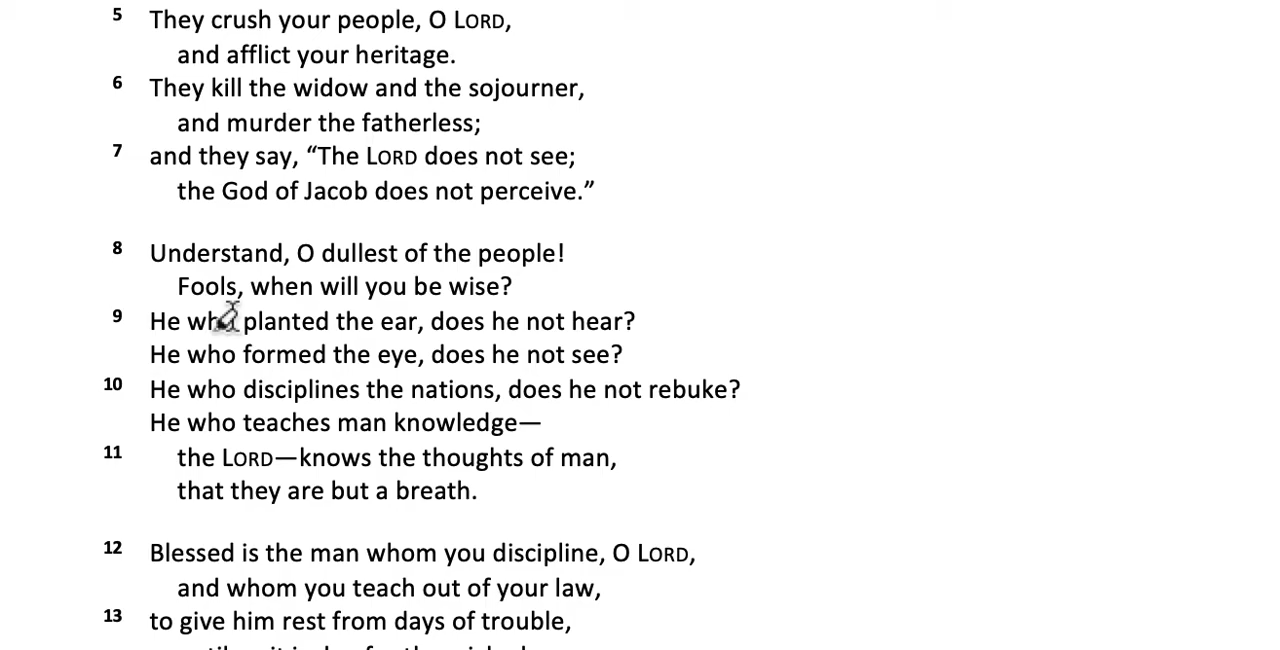 5 They crush your people, O LORD,
and afflict your heritage.
6 They kill the widow and the sojourner,
and murder the fatherless;
7 and they say, “The LORD does not see;
the God of Jacob does not perceive.”
8 Understand, O dullest of the people!
Fools, when will you be wise?
9 He who planted the ear, does he not hear?
He who formed the eye, does he not see?
10 He who disciplines the nations, does he not rebuke?
He who teaches man knowledge—
11 the LORD—knows the thoughts of man,
that they are but a breath.
12 Blessed is the man whom you discipline, O LORD,
and whom you teach out of your law,
13 to give him rest from days of trouble,